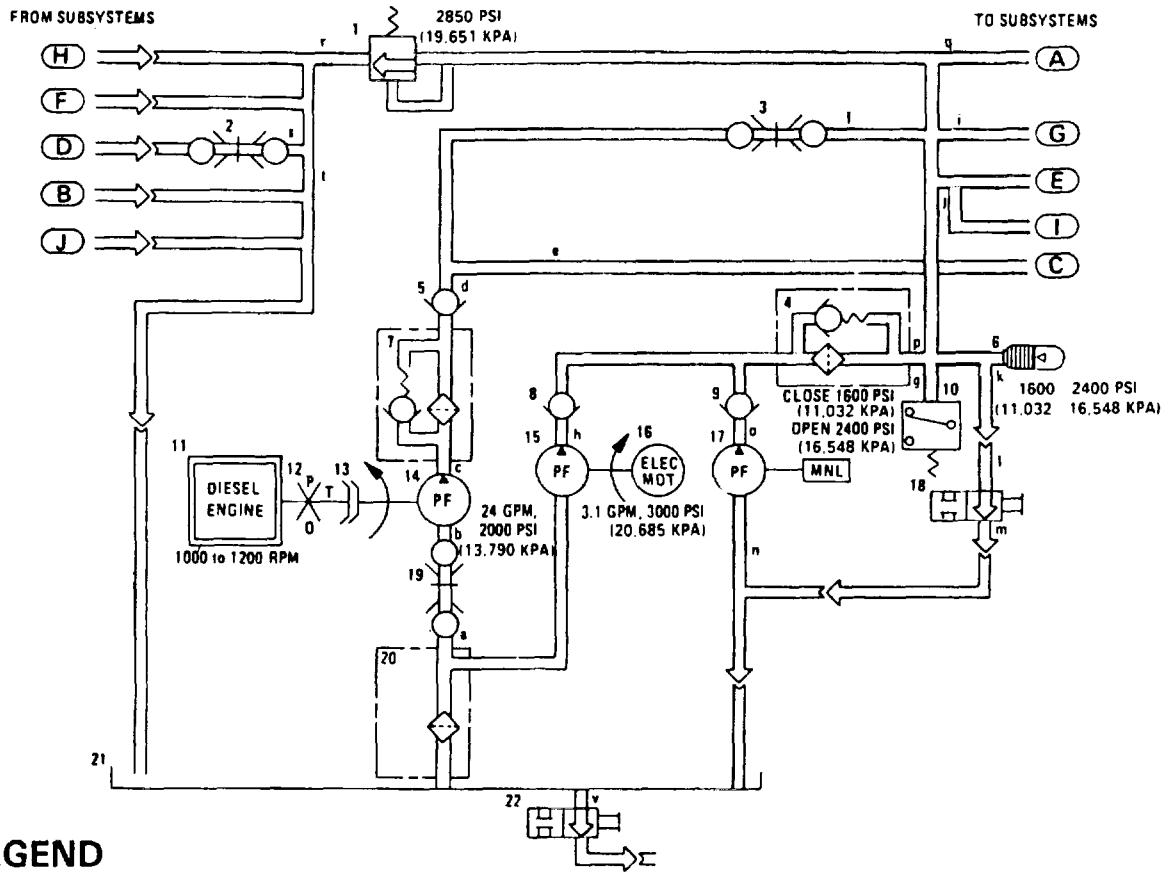 FROM SUBSYSTEMS
TO SUBSYSTEMS
1
2850 PSI
(19,651 KPA)
r
q
H
A
F
2
3
D
s
f
i
G
B
t
E
j
I
J
e
C
5
d
4
7
p
6
g
10
k
8
9
CLOSE 1600 PSI
(11,032 KPA)
OPEN 2400 PSI
(16,548 KPA)
1600 2400 PSI
(11,032 16,548 KPA)
11
12
P
T
O
13
14
c
15
h
16
17
o
18
l
DIESEL
ENGINE
PF
PF
ELEC
MOT
PF
MNL
24 GPM,
2000 PSI
(13,790 KPA)
3.1 GPM, 3000 PSI
(20,685 KPA)
1000 to 1200 RPM
b
n
m
19
a
20
21
22
v
GEND